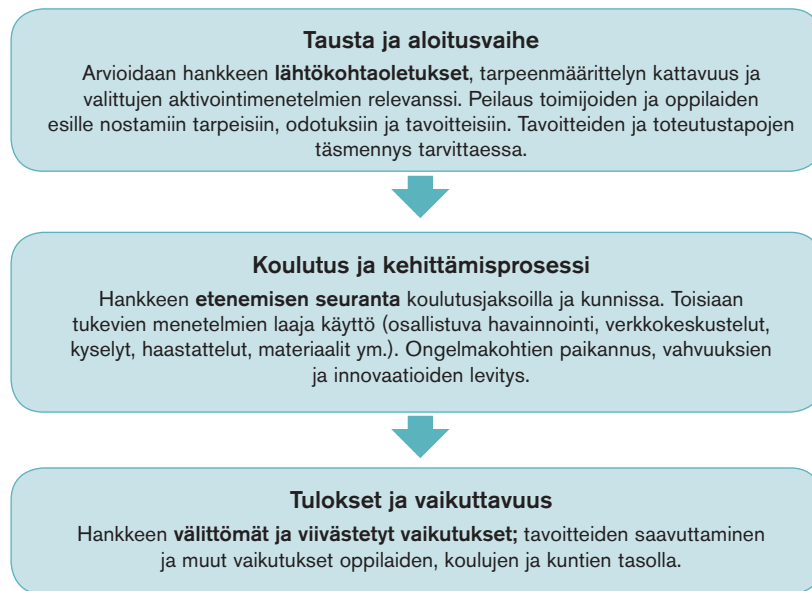 Tausta ja aloitusvaihe
Arvioidaan hankkeen lähtökohtaoletukset, tarpeenmäärittelyn kattavuus ja
valittujen aktivointimenetelmien relevanssi. Peilaus toimijoiden ja oppilaiden
esille nostamiin tarpeisiin, odotuksiin ja tavoitteisiin. Tavoitteiden ja toteutustapojen
täsmennys tarvittaessa.
Koulutus ja kehittämisprosessi
Hankkeen etenemisen seuranta koulutusjaksoilla ja kunnissa. Toisiaan
tukevien menetelmien laaja käyttö (osallistuva havainnointi, verkkokeskustelut,
kyselyt, haastattelut, materiaalit ym.). Ongelmakohtien paikannus, vahvuuksien
ja innovaatioiden levitys.
Tulokset ja vaikuttavuus
Hankkeen välittömät ja viivästetyt vaikutukset; tavoitteiden saavuttaminen
ja muut vaikutukset oppilaiden, koulujen ja kuntien tasolla.